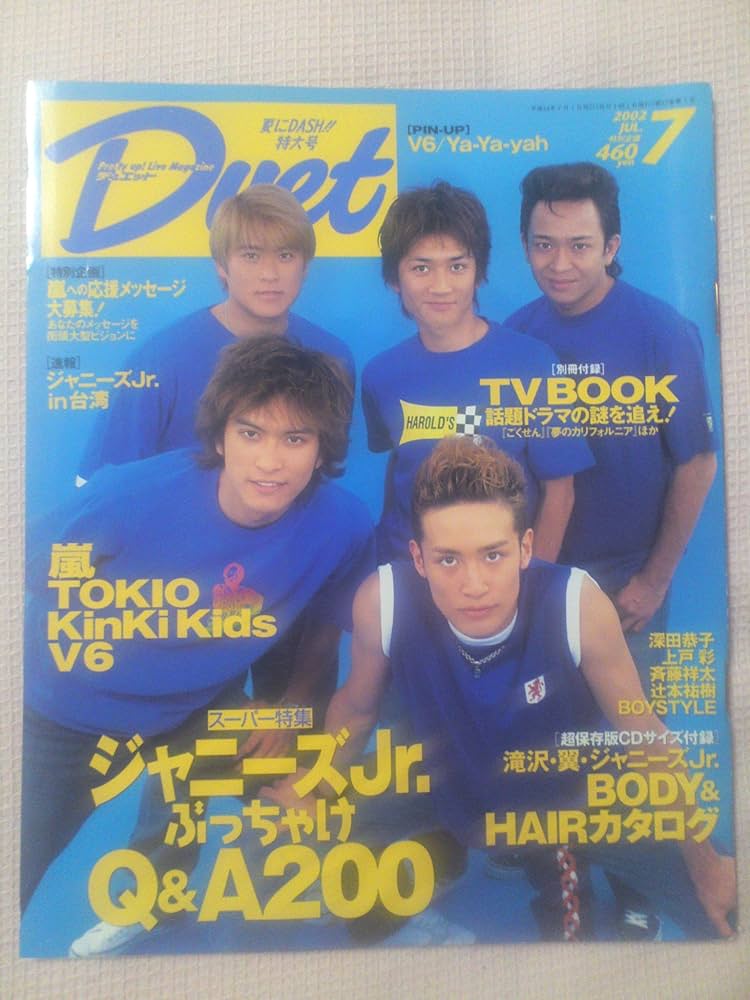 夏にDASH!!
特大号
Pretty up! Live Magazine
デュエット
Duet
[PIN-UP]
V6/Ya-Ya-yah
2002
JUL.
7
特別定価
460
yen
[特別企画]
嵐への応援メッセージ
大募集!
あなたのメッセージを
街頭大型ビジョンに
[速報]
ジャニーズJr.
in台湾
[別冊付録]
TV BOOK
話題ドラマの謎を追え!
『ごくせん』『夢のカリフォルニア』ほか
HAROLD'S
嵐
TOKIO
KinKi Kids
V6
深田恭子
上戸 彩
斉藤祥太
辻本祐樹
BOYSTYLE
スーパー特集
ジャニーズJr.
ぶっちゃけ
Q&A200
[超保存版CDサイズ付録]
滝沢・翼・ジャニーズJr.
BODY&
HAIRカタログ